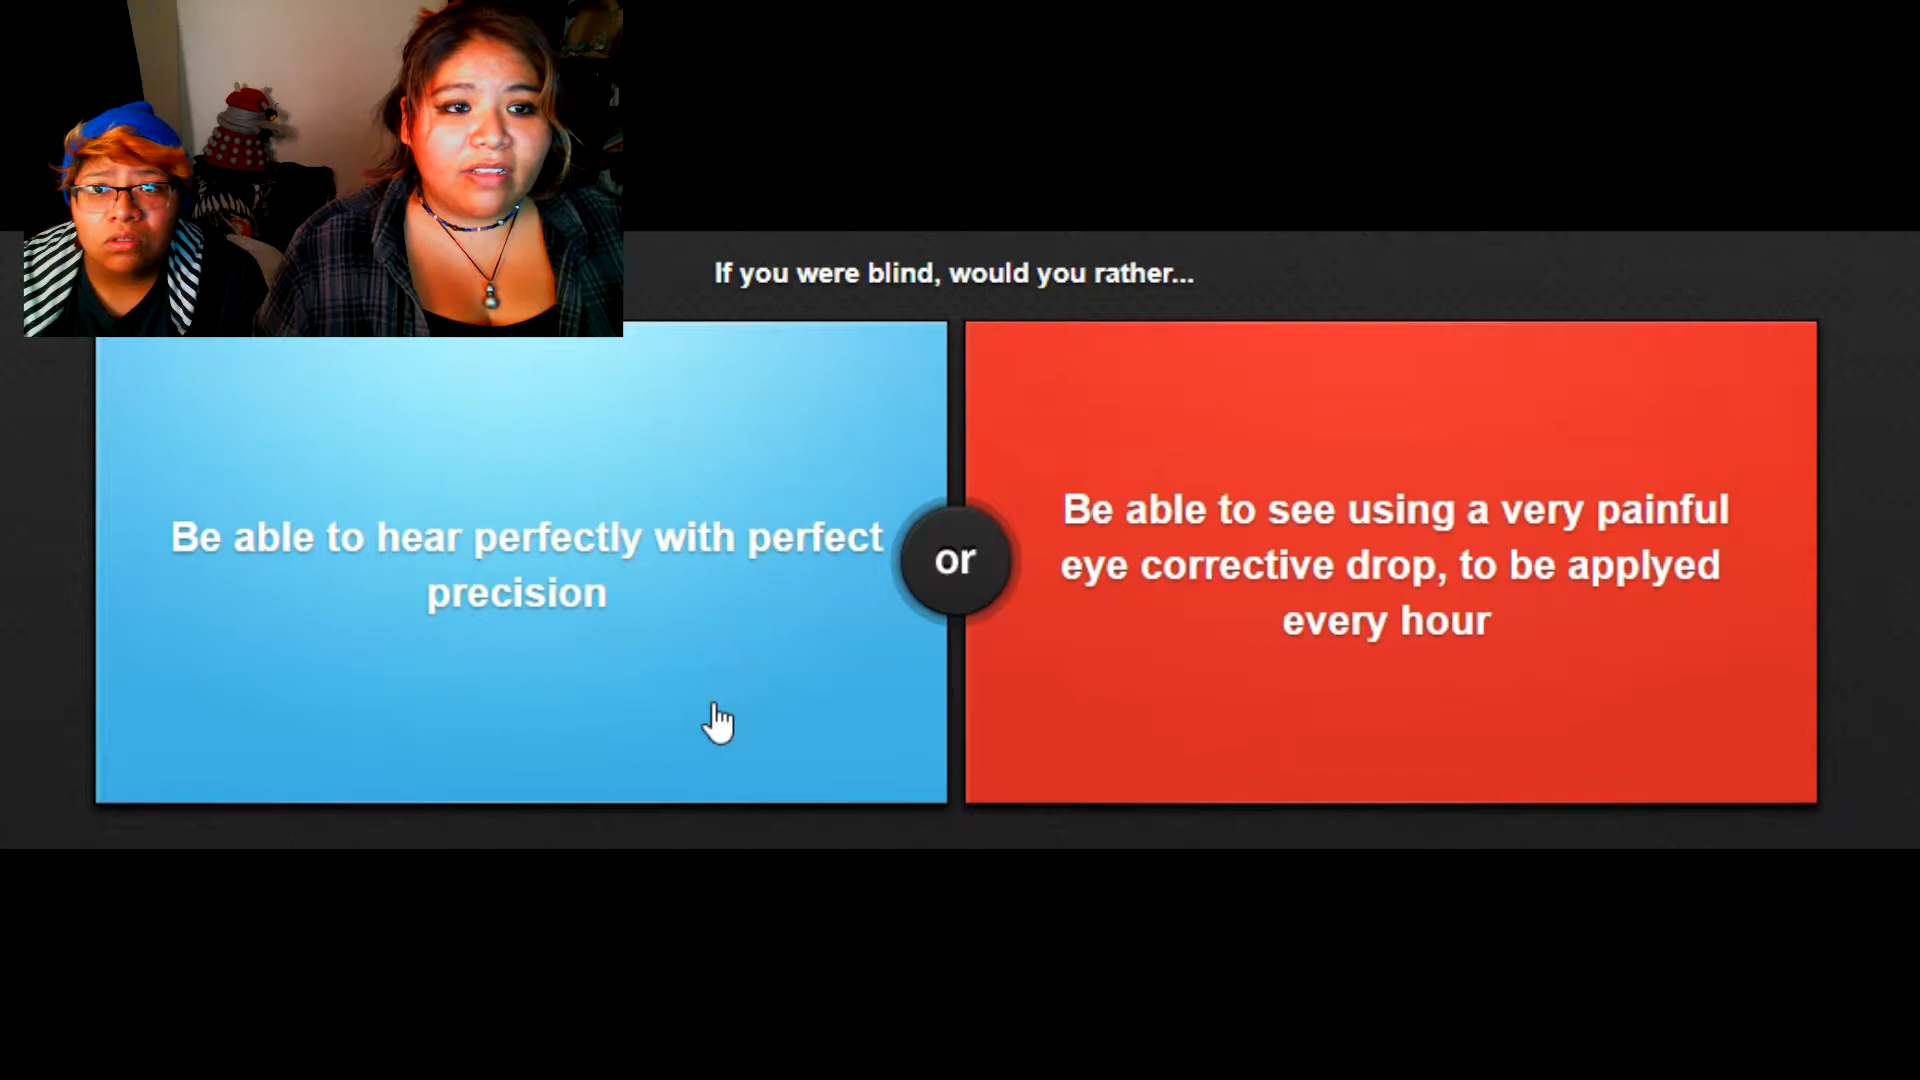 If you were blind, would you rather...
Be able to hear perfectly with perfect
precision
or
Be able to see using a very painful
eye corrective drop, to be applyed
every hour